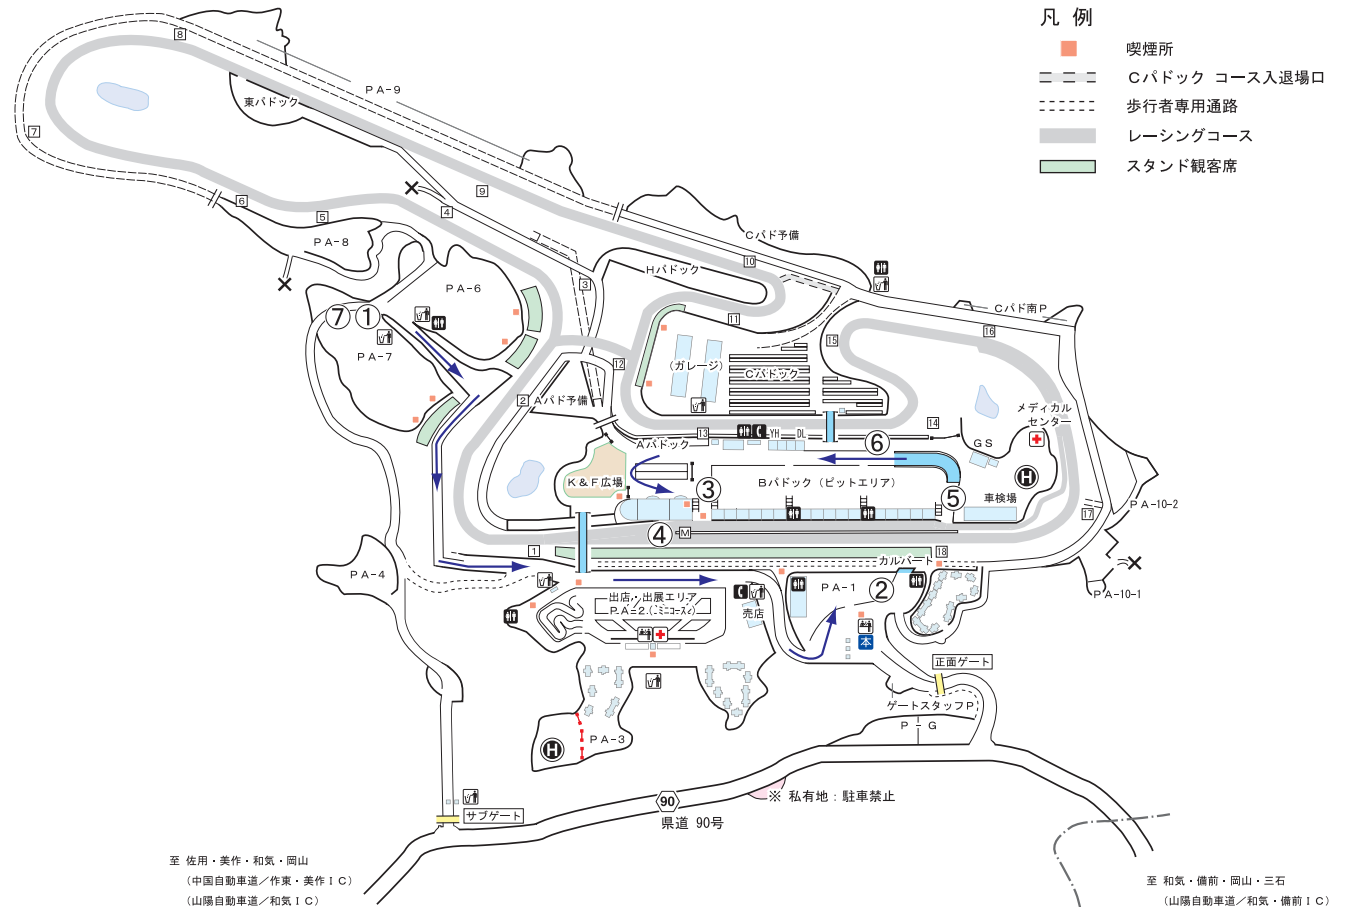 凡 例
喫煙所
Cパドック コース入退場口
歩行者専用通路
レーシングコース
スタンド観客席
8
PA-9
東パドック
7
9
6
5
4
PA-8
Cパド予備
10
Hパドック
3
PA-6
Cパド南P
11
16
7
1
15
PA-7
12
(ガレージ)
Cパドック
2
Aパド予備
メディカル
センター
14
13
YH
DL
6
Aパドック
GS
K&F広場
3
Bパドック(ピットエリア)
H
5
車検場
PA-10-2
17
4
M
1
18
カルバート
PA-4
PA-1
2
PA-10-1
出店・出展エリア
PA-2(ミニコース)
売店
本
正面ゲート
ゲートスタッフP
P-G
H
PA-3
90
※ 私有地:駐車禁止
サブゲート
県道 90号
至 佐用・美作・和気・岡山
(中国自動車道/作東・美作IC)
(山陽自動車道/和気IC)
至 和気・備前・岡山・三石
(山陽自動車道/和気・備前IC)